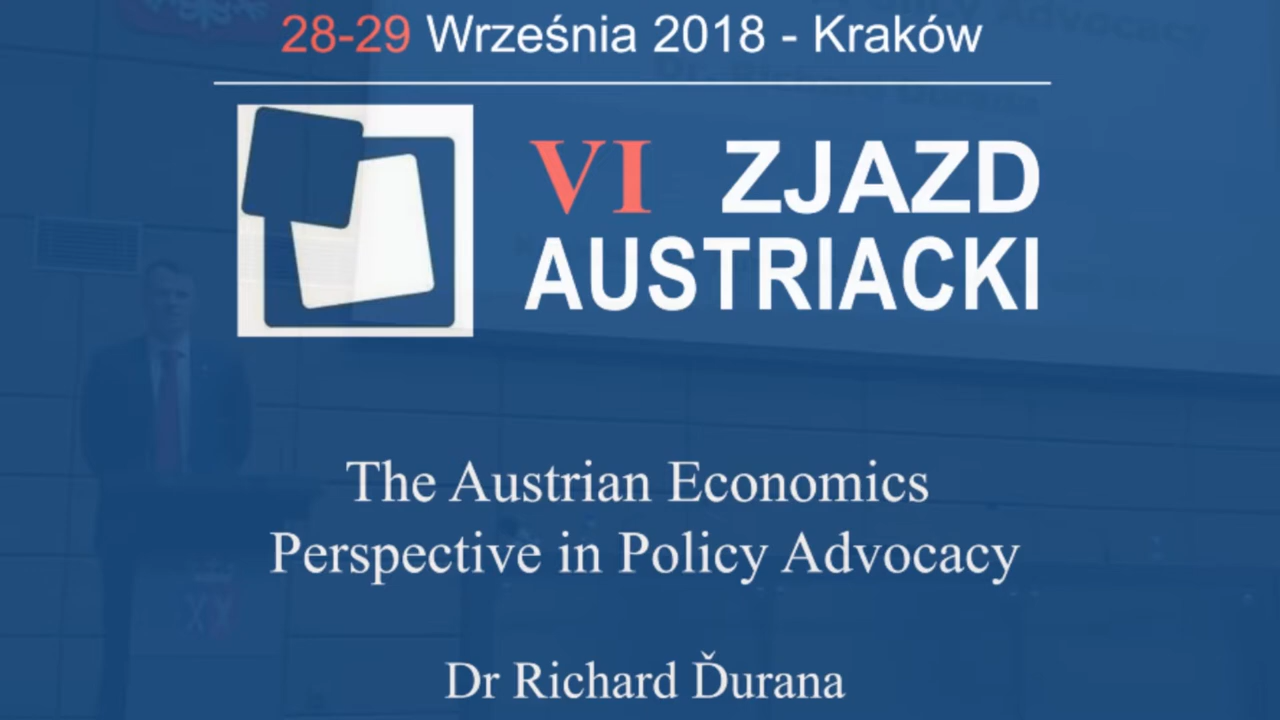 28-29 Września 2018 - Kraków
VI ZJAZD
AUSTRIACKI
The Austrian Economics
Perspective in Policy Advocacy
Dr Richard Ďurana